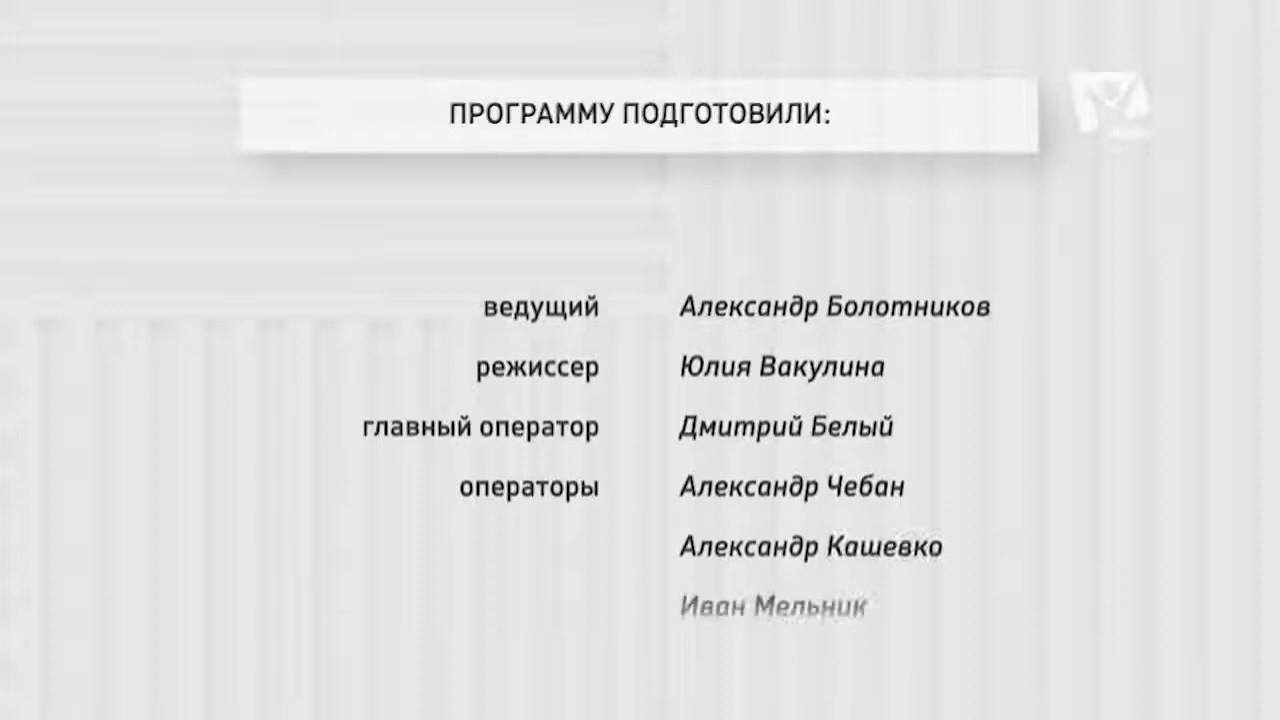 ПРОГРАММУ ПОДГОТОВИЛИ:
ведущий Александр Болотников
режиссер Юлия Вакулина
главный оператор Дмитрий Белый
операторы Александр Чебан
Александр Кашевко
Иван Мельник